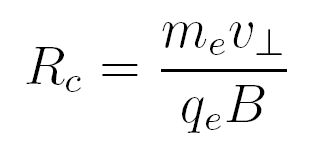 R_c = \frac{m_e v_\perp}{q_e B}